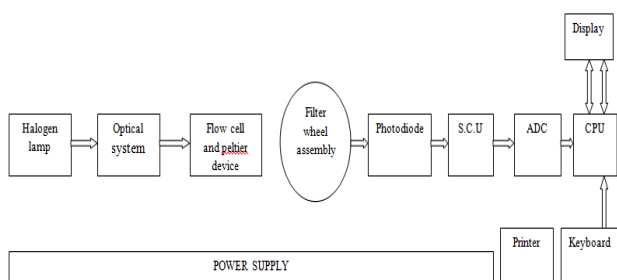 Display
Halogen
lamp
Optical
system
Flow cell
and peltier
device
Filter
wheel
assembly
Photodiode
S.C.U
ADC
CPU
Printer
Keyboard
POWER SUPPLY